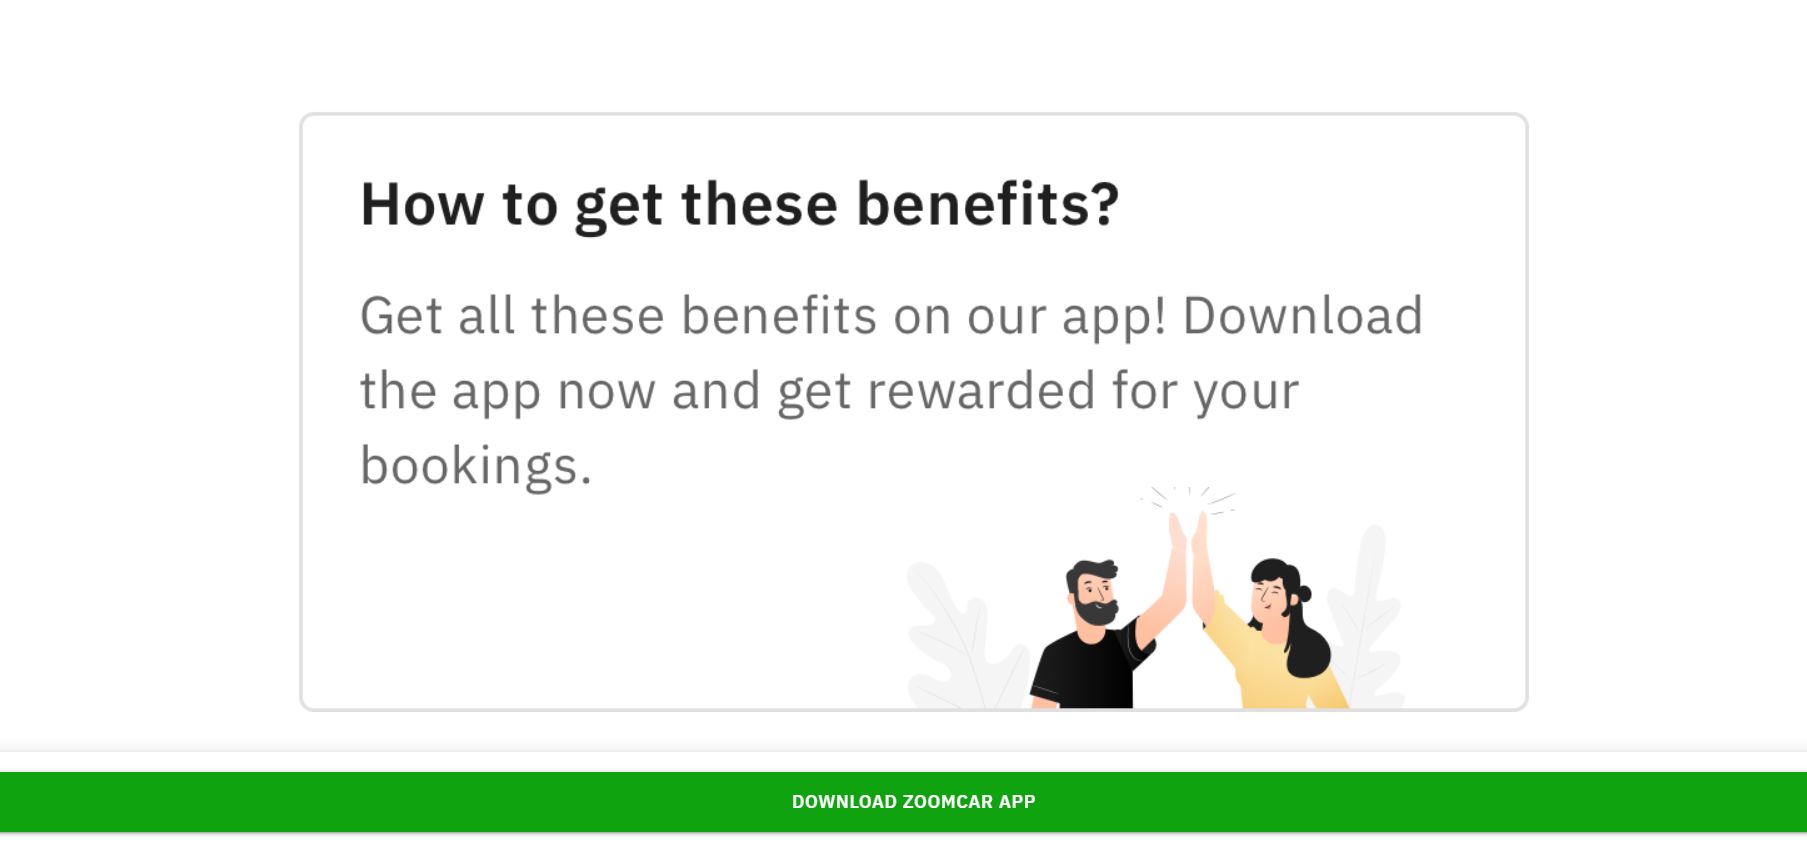 How to get these benefits?
Get all these benefits on our app! Download
the app now and get rewarded for your
bookings.
DOWNLOAD ZOOMCAR APP